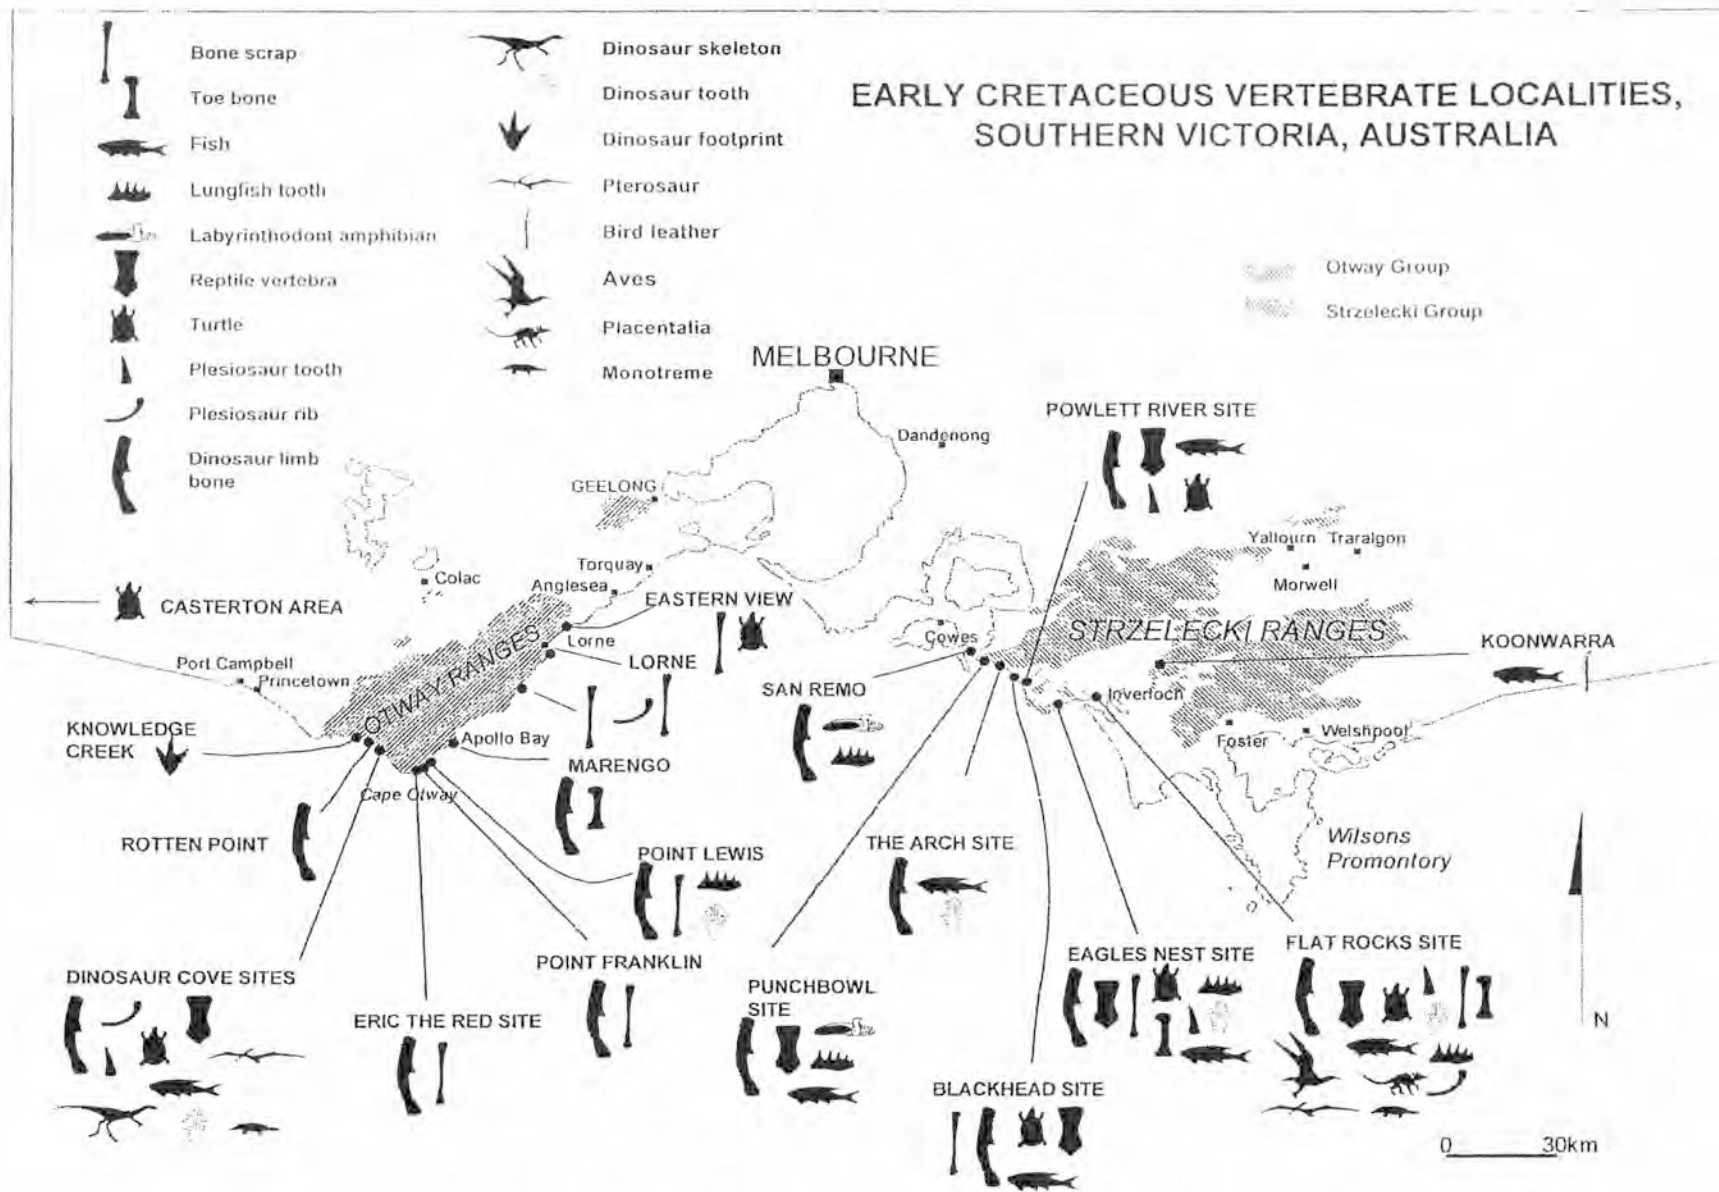 Bone scrap
Toe bone
Fish
Lungfish tooth
Labyrinthodont amphibian
Reptile vertebra
Turtle
Plesiosaur tooth
Plesiosaur rib
Dinosaur limb
bone
Dinosaur skeleton
Dinosaur tooth
Dinosaur footprint
Pterosaur
Bird leather
Aves
Placentalia
Monotreme
EARLY CRETACEOUS VERTEBRATE LOCALITIES,
SOUTHERN VICTORIA, AUSTRALIA
Otway Group
Strzelecki Group
MELBOURNE
Dandenong
POWLETT RIVER SITE
GEELONG
Yallourn Traralgon
Morwell
Torquay
Colac
Anglesea
CASTERTON AREA
EASTERN VIEW
Lorne
LORNE
OTWAY RANGES
Cowes
STRZELECKI RANGES
KOONWARRA
Port Campbell
Princetown
SAN REMO
Inverloch
KNOWLEDGE
CREEK
Apollo Bay
Foster
Welshpool
MARENGO
Cape Otway
ROTTEN POINT
POINT LEWIS
THE ARCH SITE
Wilsons
Promontory
DINOSAUR COVE SITES
POINT FRANKLIN
ERIC THE RED SITE
PUNCHBOWL
SITE
EAGLES NEST SITE
FLAT ROCKS SITE
BLACKHEAD SITE
N
0 30km